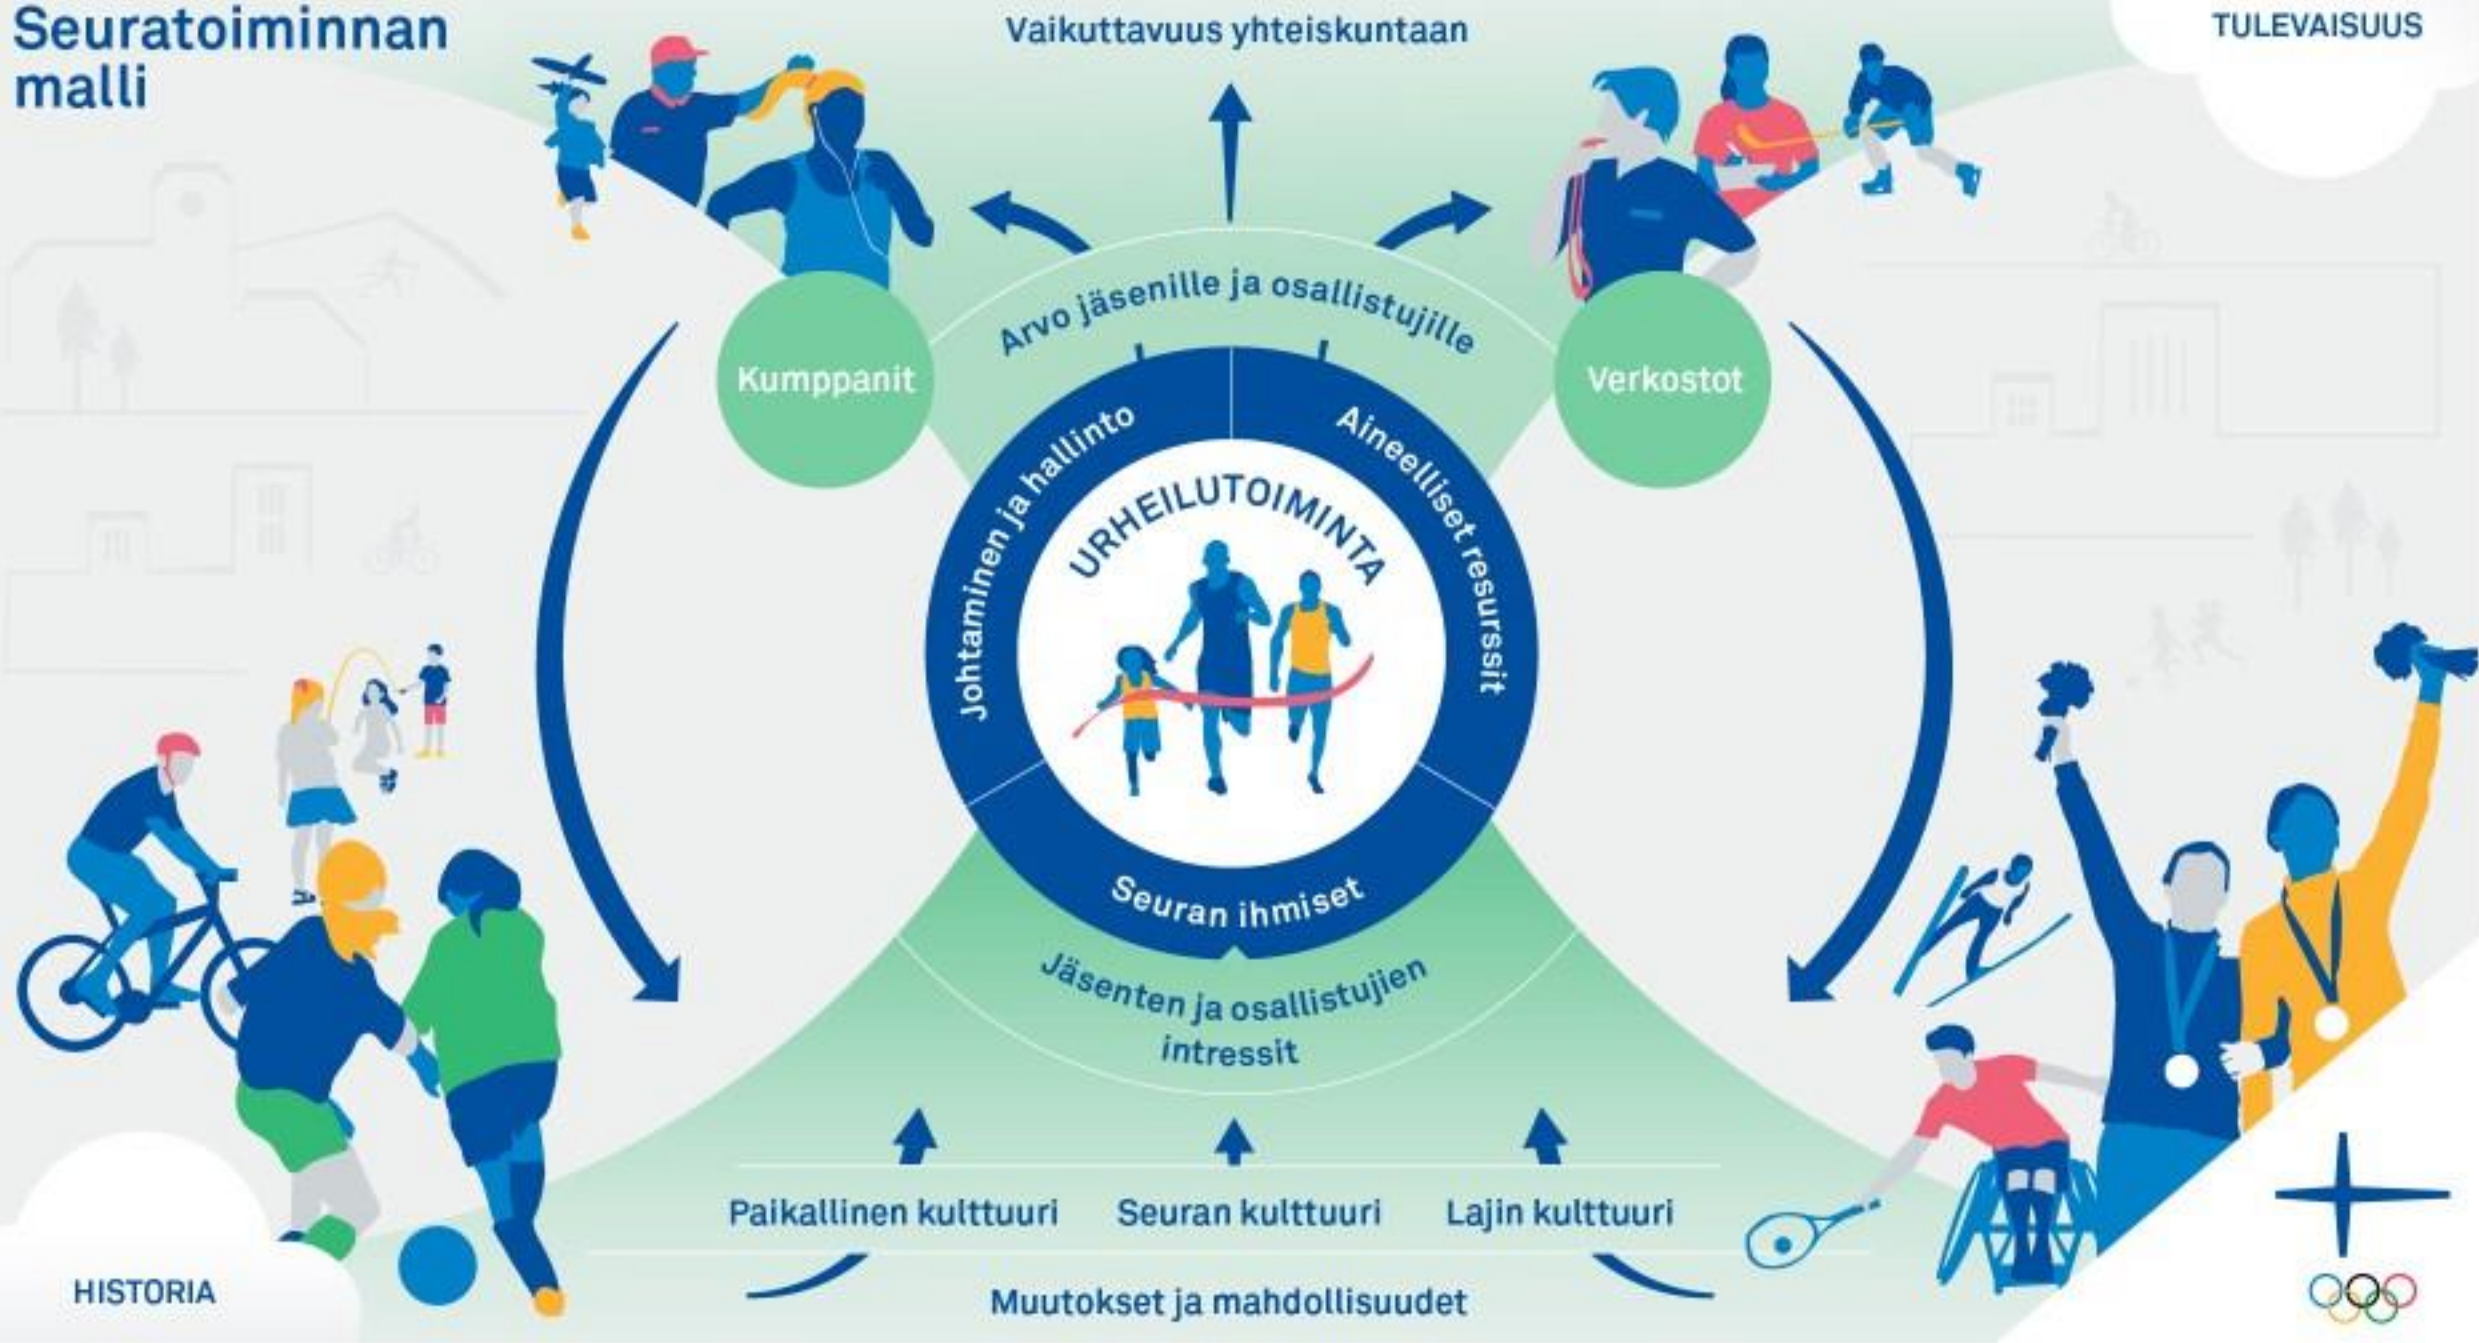 Seuratoiminnan
malli
Vaikuttavuus yhteiskuntaan
TULEVAISUUS
Arvo jäsenille ja osallistujille
Kumppanit
Verkostot
Johtaminen ja hallinto
Aineelliset resurssit
URHEILUTOIMINTA
Seuran ihmiset
Jäsenten ja osallistujien
intressit
Paikallinen kulttuuri
Seuran kulttuuri
Lajin kulttuuri
HISTORIA
Muutokset ja mahdollisuudet